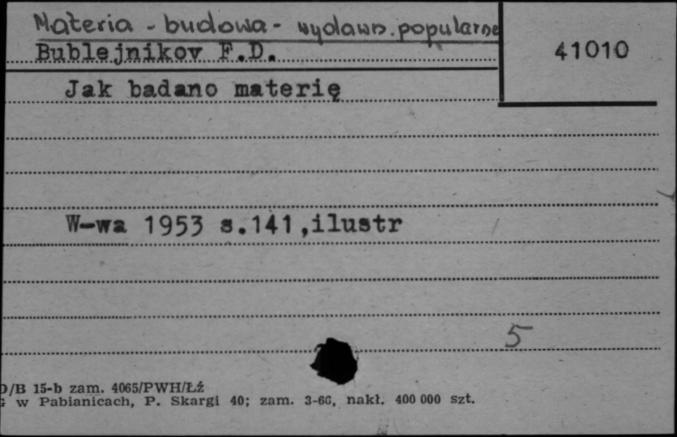 Materia - budowa - wydawn. popularne
Bublejnikov F.D.
41010
Jak badano materię
W-wa 1953 s.141,ilustr
5
D/B 15-b zam. 4065/PWH/Łź
w Pabianicach, P. Skargi 40; zam. 3-66, nakł. 400 000 szt.